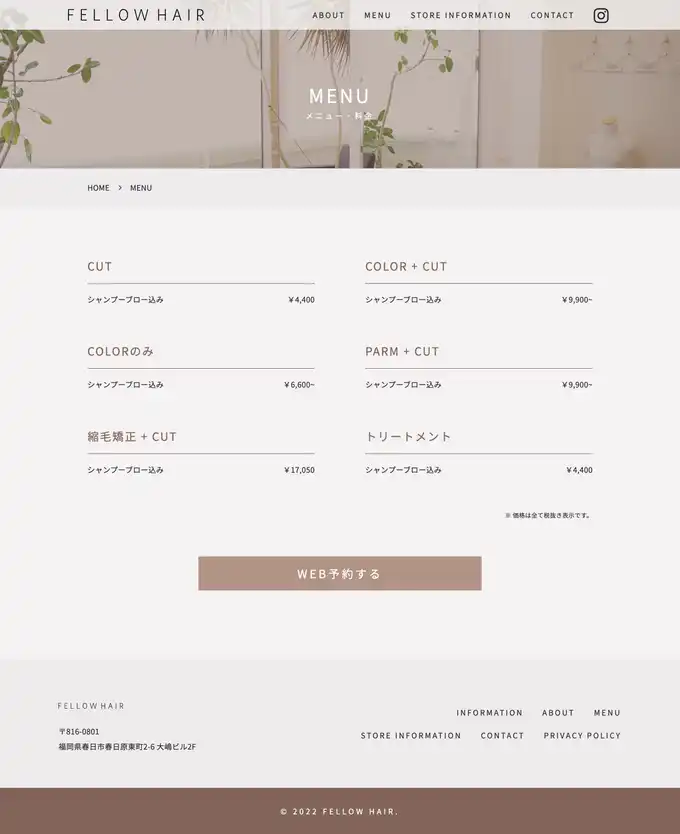 FELLOW HAIR
ABOUT MENU STORE INFORMATION CONTACT
MENU
メニュー・料金
HOME > MENU
CUT
シャンプーブロー込み ￥4,400
COLOR + CUT
シャンプーブロー込み ￥9,900~
COLORのみ
シャンプーブロー込み ￥6,600~
PARM + CUT
シャンプーブロー込み ￥9,900~
縮毛矯正 + CUT
シャンプーブロー込み ￥17,050
トリートメント
シャンプーブロー込み ￥4,400
※ 価格は全て税抜き表示です。
WEB予約する
FELLOW HAIR
〒816-0801
福岡県春日市春日原東町2-6 大嶋ビル2F
INFORMATION ABOUT MENU
STORE INFORMATION CONTACT PRIVACY POLICY
© 2022 FELLOW HAIR.